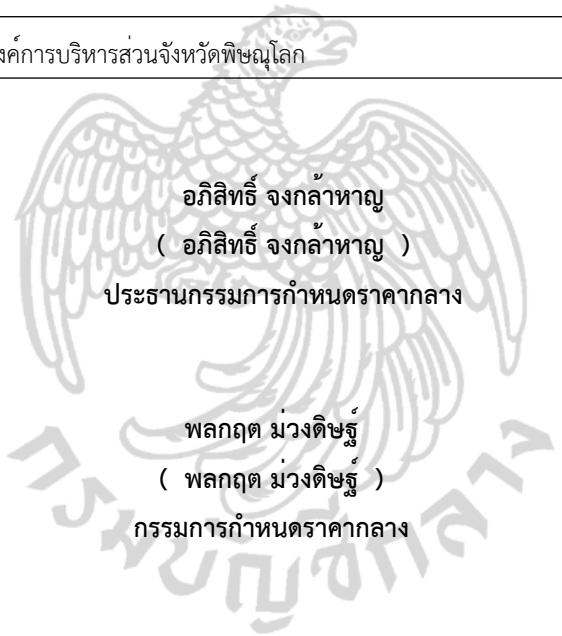 งค์การบริหารส่วนจังหวัดพิษณุโลก
อภิสิทธิ์ จงกล้าหาญ
( อภิสิทธิ์ จงกล้าหาญ )
ประธานกรรมการกำหนดราคากลาง
พลกฤต ม่วงดิษฐ์
( พลกฤต ม่วงดิษฐ์ )
กรรมการกำหนดราคากลาง
กรมบัญชีกลาง